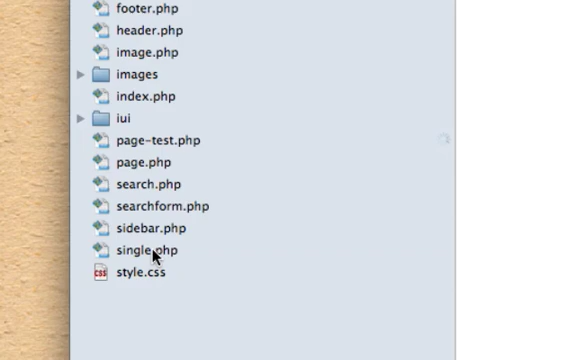 footer.php
header.php
image.php
images
index.php
iui
page-test.php
page.php
search.php
searchform.php
sidebar.php
single.php
css style.css